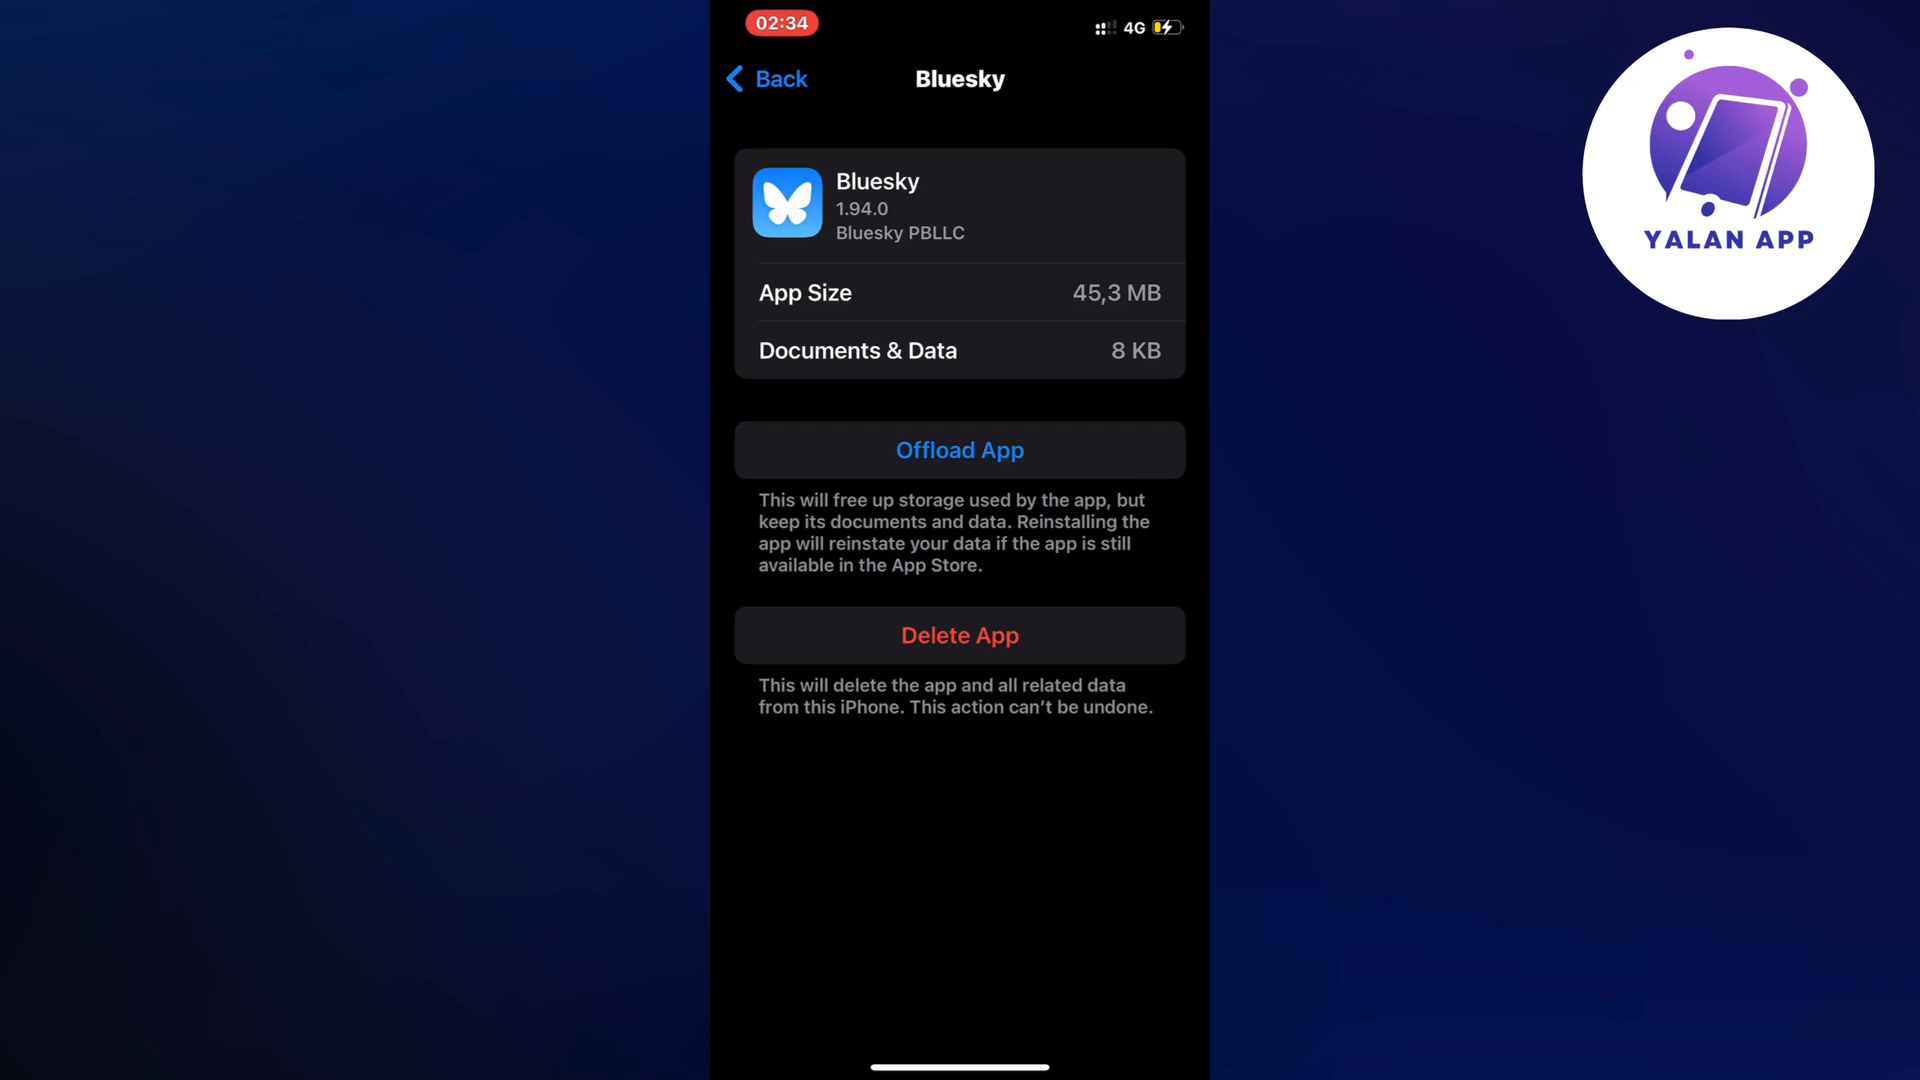 02:34
4G
Back
Bluesky
Bluesky
1.94.0
Bluesky PBLLC
App Size 45,3 MB
Documents & Data 8 KB
Offload App
This will free up storage used by the app, but
keep its documents and data. Reinstalling the
app will reinstate your data if the app is still
available in the App Store.
Delete App
This will delete the app and all related data
from this iPhone. This action can’t be undone.
YALAN APP